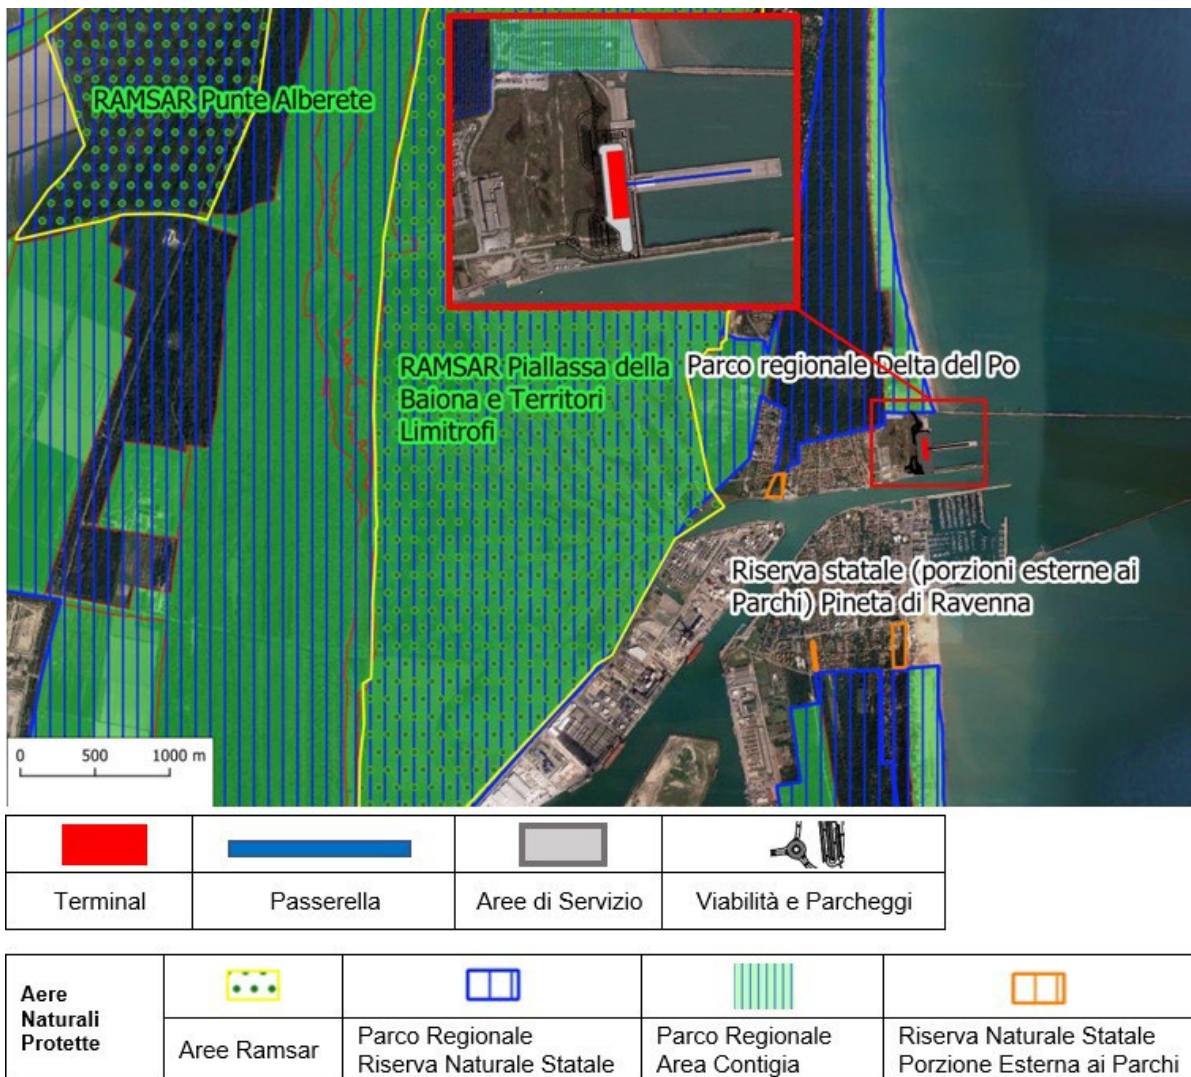 RAMSAR Punte Alberete
RAMSAR Piallassa della
Baiona e Territori
Limitrofi
Parco regionale Delta del Po
Riserva statale (porzioni esterne ai
Parchi) Pineta di Ravenna
0 500 1000 m
Terminal
Passerella
Aree di Servizio
Viabilità e Parcheggi
Aere
Naturali
Protette
Aree Ramsar
Parco Regionale
Riserva Naturale Statale
Parco Regionale
Area Contigia
Riserva Naturale Statale
Porzione Esterna ai Parchi